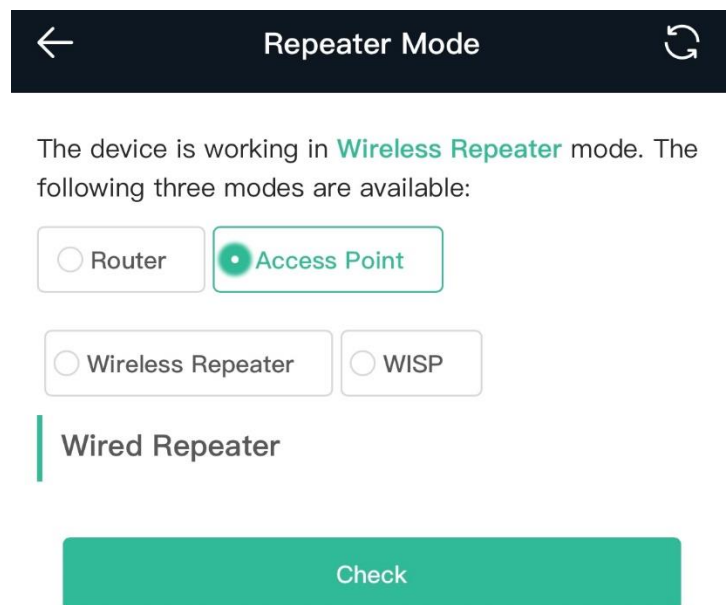 Repeater Mode
The device is working in Wireless Repeater mode. The
following three modes are available:
Router Access Point
Wireless Repeater WISP
Wired Repeater
Check